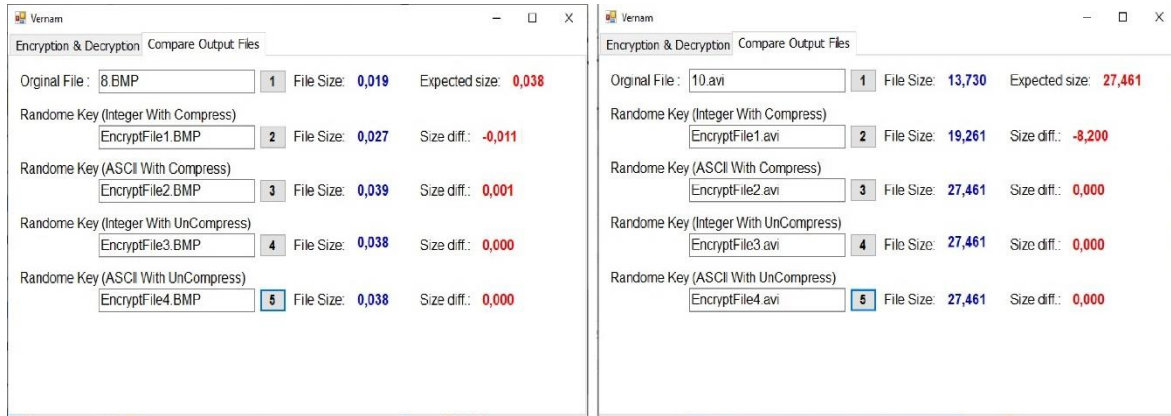 Vernam
Encryption & Decryption Compare Output Files
Orginal File : 8.BMP 1 File Size: 0,019 Expected size: 0,038
Randome Key (Integer With Compress)
EncryptFile1.BMP 2 File Size: 0,027 Size diff.: -0,011
Randome Key (ASCII With Compress)
EncryptFile2.BMP 3 File Size: 0,039 Size diff.: 0,001
Randome Key (Integer With UnCompress)
EncryptFile3.BMP 4 File Size: 0,038 Size diff.: 0,000
Randome Key (ASCII With UnCompress)
EncryptFile4.BMP 5 File Size: 0,038 Size diff.: 0,000
Vernam
Encryption & Decryption Compare Output Files
Orginal File : 10.avi 1 File Size: 13,730 Expected size: 27,461
Randome Key (Integer With Compress)
EncryptFile1.avi 2 File Size: 19,261 Size diff.: -8,200
Randome Key (ASCII With Compress)
EncryptFile2.avi 3 File Size: 27,461 Size diff.: 0,000
Randome Key (Integer With UnCompress)
EncryptFile3.avi 4 File Size: 27,461 Size diff.: 0,000
Randome Key (ASCII With UnCompress)
EncryptFile4.avi 5 File Size: 27,461 Size diff.: 0,000